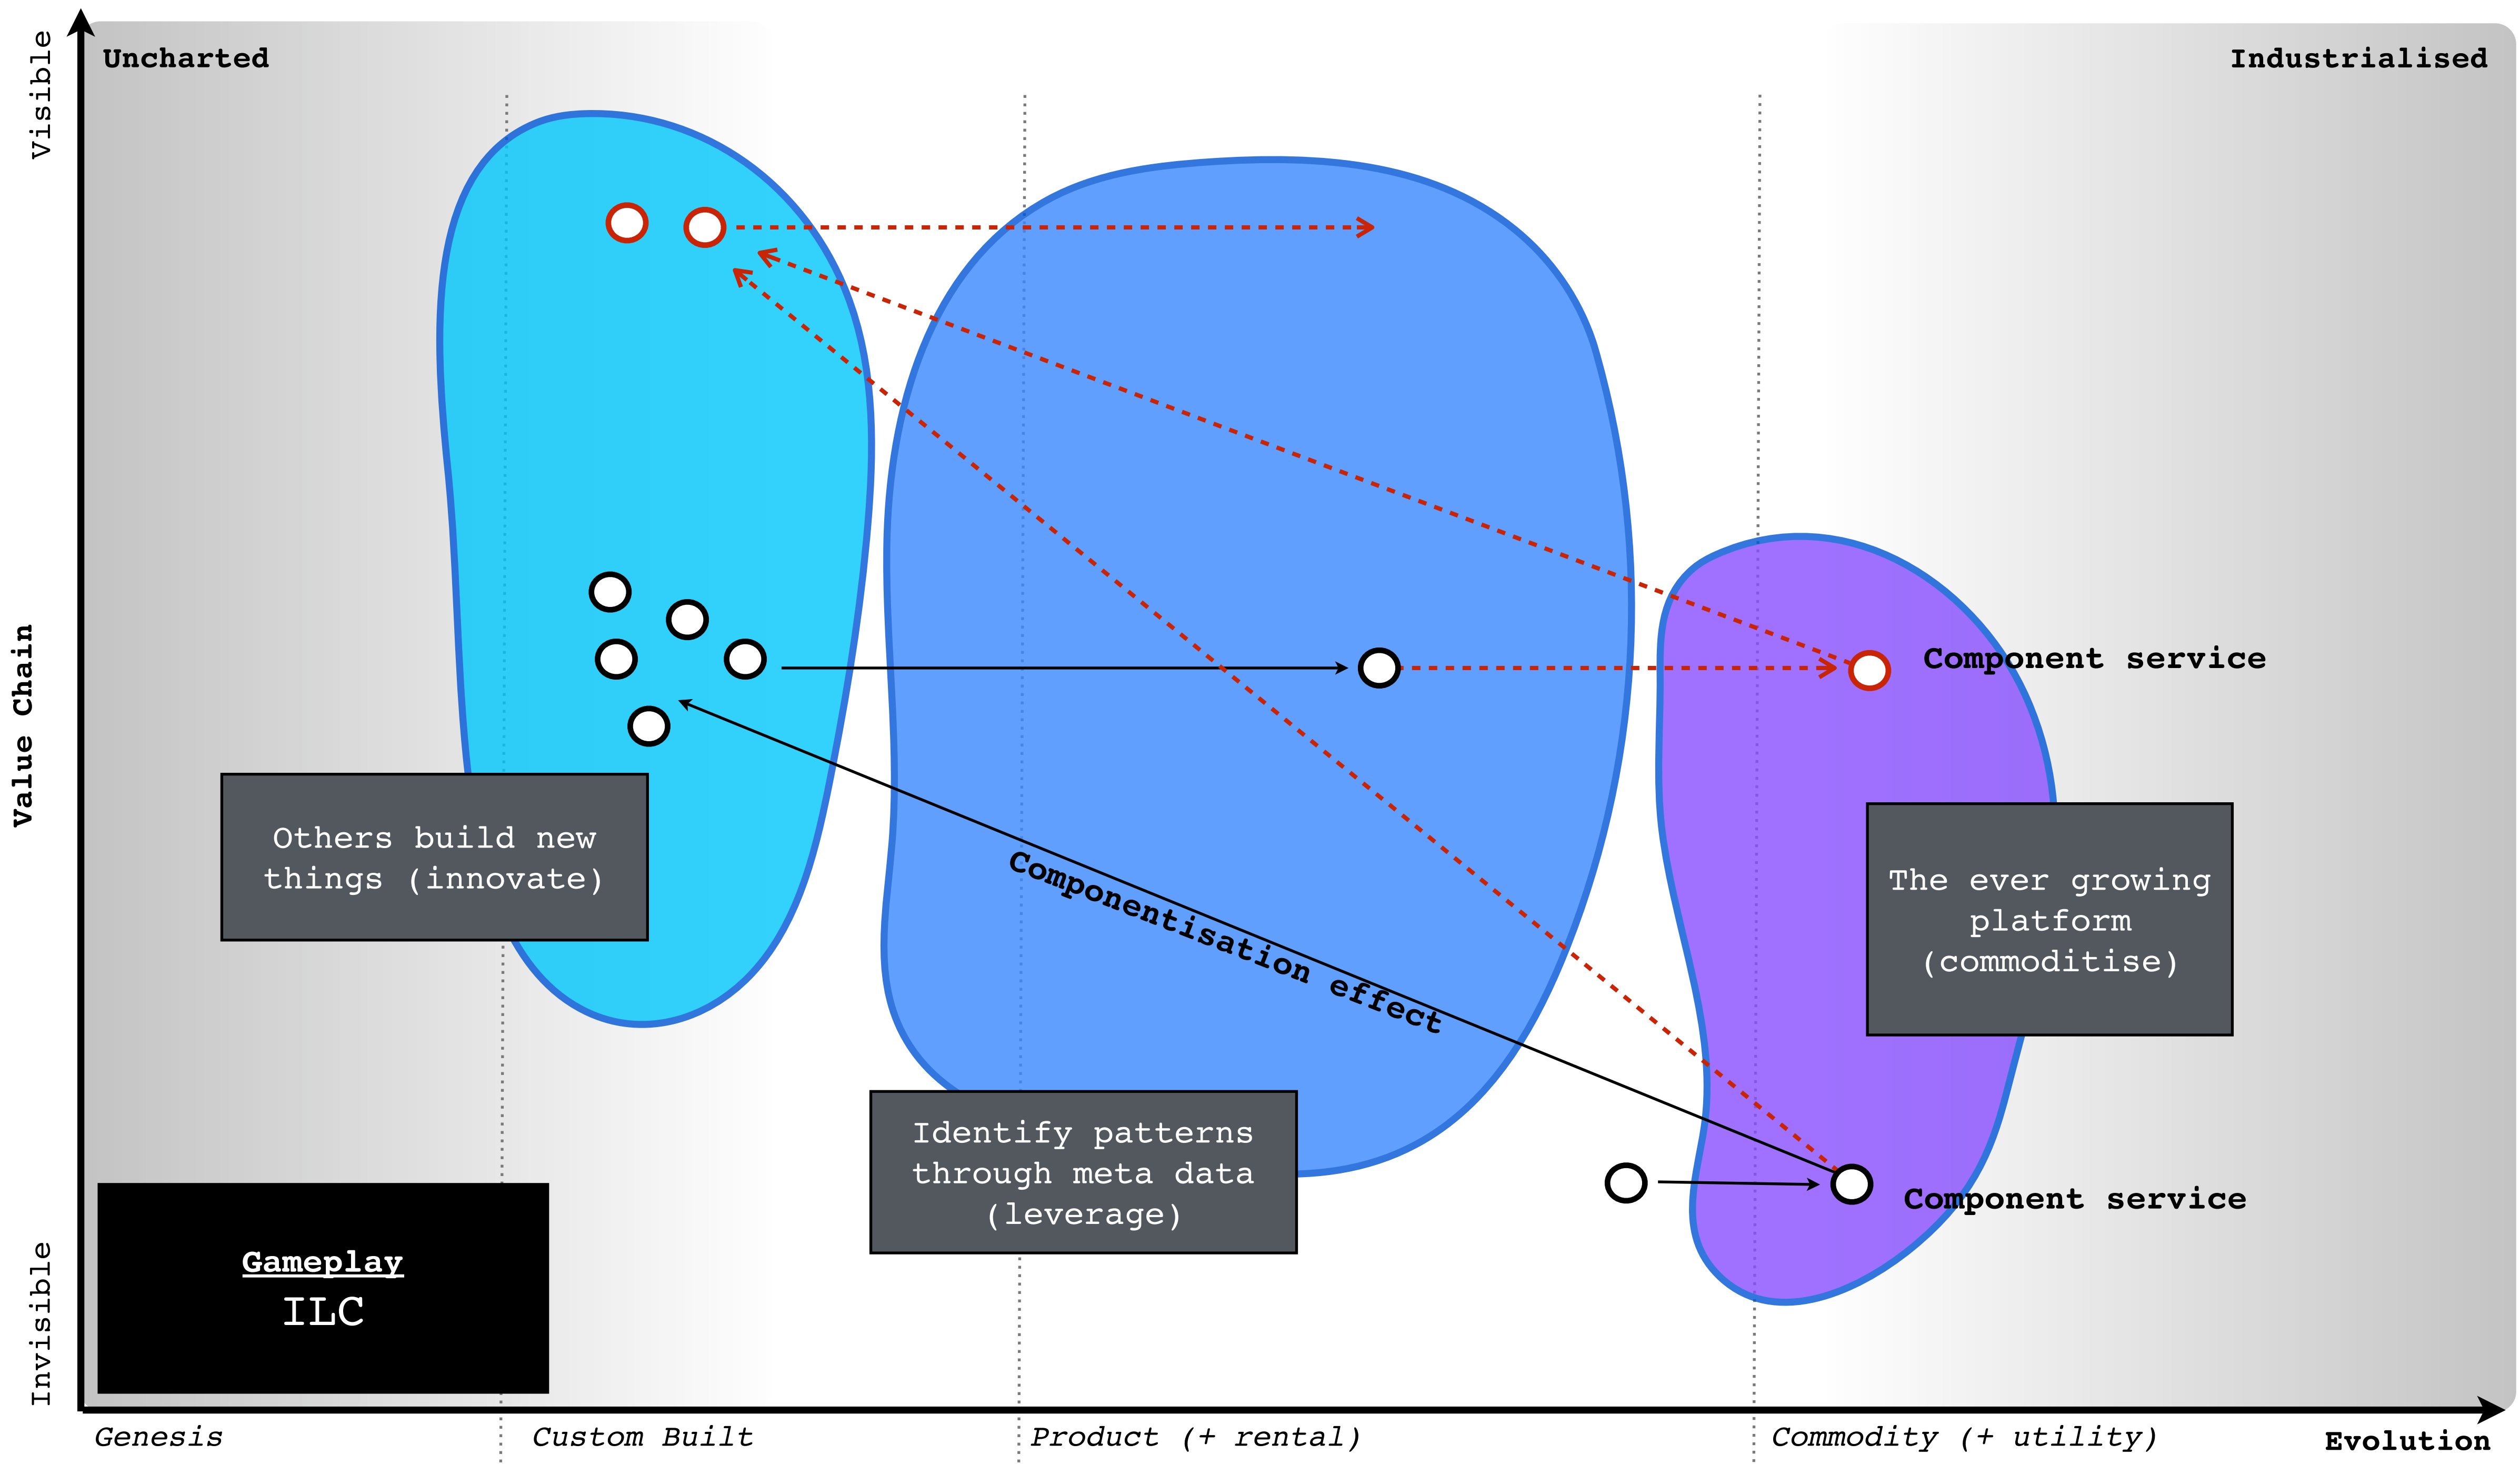 Visible
Uncharted
Industrialised
Value Chain
Component service
Others build new
things (innovate)
The ever growing
platform
(commoditise)
Componentisation effect
Identify patterns
through meta data
(leverage)
Component service
Gameplay
ILC
Invisible
Genesis
Custom Built
Product (+ rental)
Commodity (+ utility)
Evolution